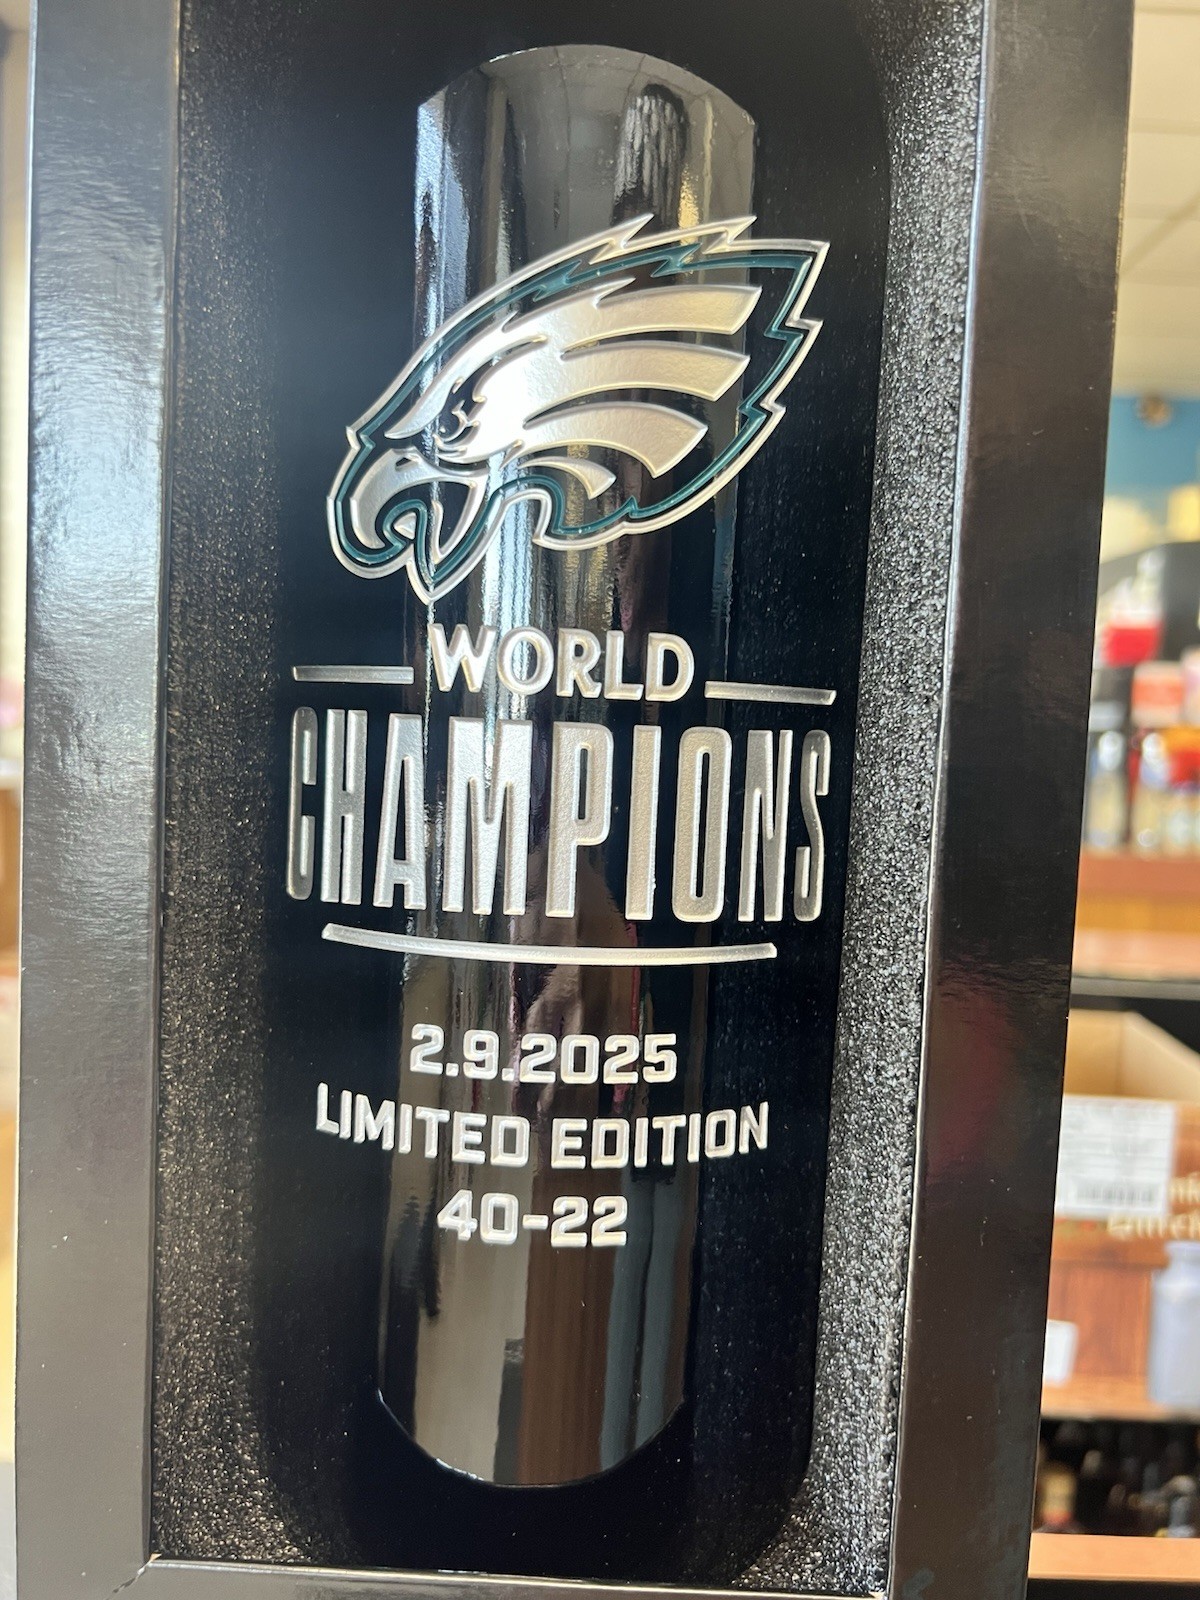 WORLD
CHAMPIONS
2.9.2025
LIMITED EDITION
40-22